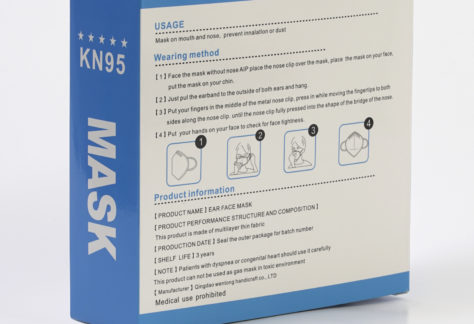 ★★★★★
KN95
MASK
USAGE
Mask on mouth and nose, prevent innalation or dust
Wearing method
【1】Face the mask without nose AIP place the nose clip over the mask, place the mask on your face,
put the mask on your chin.
【2】Just put the earband to the outside of both ears and hang.
【3】Put your fingers in the middle of the metal nose clip, press in while moving the fingertips to both
sides along the nose clip. until the nose clip fully pressed into the shape of the bridge of the nose.
【4】Put your hands on your face to check for face tightness.
1 2 3 4
Product information
【PRODUCT NAME】EAR FACE MASK
【PRODUCT PERFORMANCE STRUCTURE AND COMPOSITION】
This product is made of multilayer thin fabric
【PRODUCTION DATE】Seal the outer package for batch number
【SHELF LIFE】3 years
【NOTE】Patients with dyspnea or congenital heart should use it carefully
This product can not be used as gas mask in toxic environment
【Manufacturer】Qingdao wentong handicraft co., LTD
Medical use prohibited